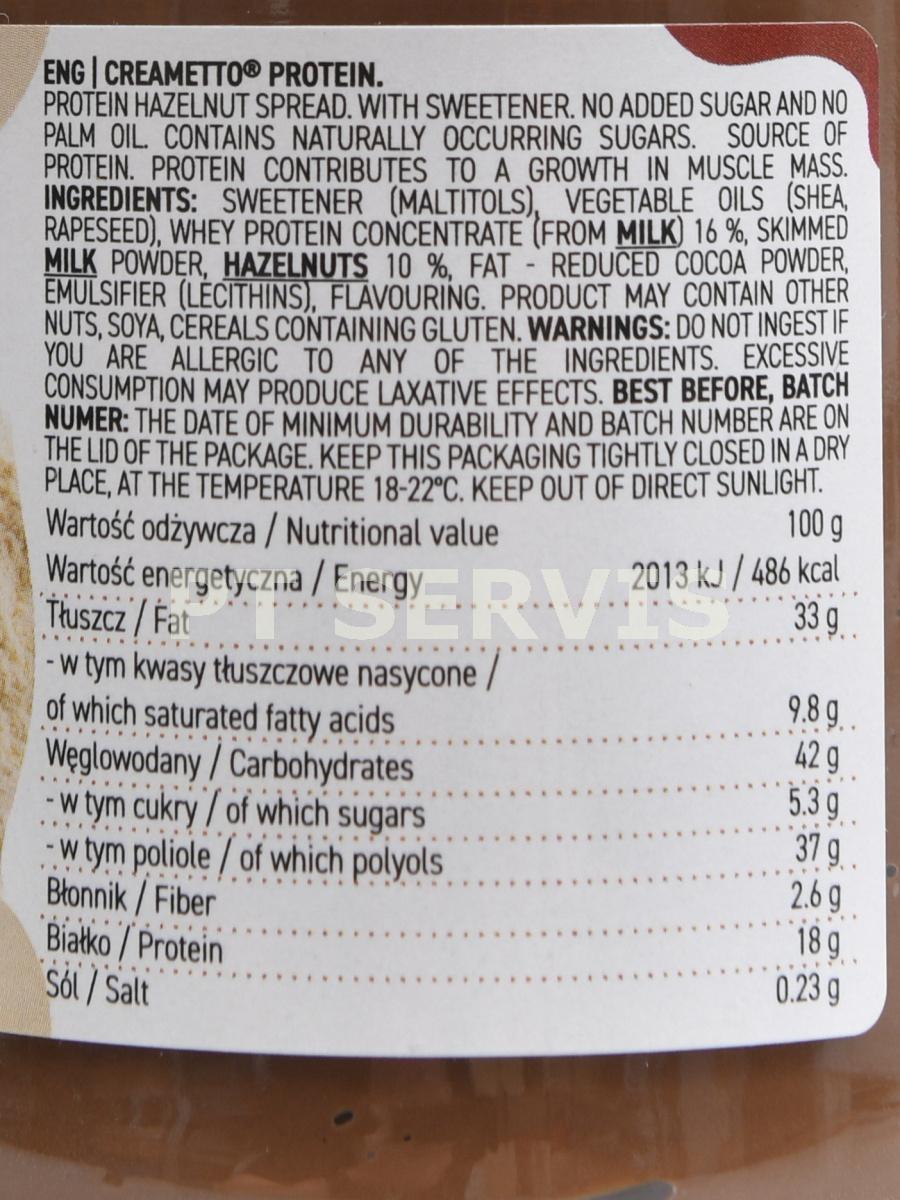 ENG | CREAMETTO® PROTEIN.
PROTEIN HAZELNUT SPREAD. WITH SWEETENER. NO ADDED SUGAR AND NO
PALM OIL. CONTAINS NATURALLY OCCURRING SUGARS. SOURCE OF
PROTEIN. PROTEIN CONTRIBUTES TO A GROWTH IN MUSCLE MASS.
INGREDIENTS: SWEETENER (MALTITOLS), VEGETABLE OILS (SHEA,
RAPESEED), WHEY PROTEIN CONCENTRATE (FROM MILK) 16 %, SKIMMED
MILK POWDER, HAZELNUTS 10 %, FAT - REDUCED COCOA POWDER,
EMULSIFIER (LECITHINS), FLAVOURING. PRODUCT MAY CONTAIN OTHER
NUTS, SOYA, CEREALS CONTAINING GLUTEN. WARNINGS: DO NOT INGEST IF
YOU ARE ALLERGIC TO ANY OF THE INGREDIENTS. EXCESSIVE
CONSUMPTION MAY PRODUCE LAXATIVE EFFECTS. BEST BEFORE, BATCH
NUMER: THE DATE OF MINIMUM DURABILITY AND BATCH NUMBER ARE ON
THE LID OF THE PACKAGE. KEEP THIS PACKAGING TIGHTLY CLOSED IN A DRY
PLACE, AT THE TEMPERATURE 18-22°C. KEEP OUT OF DIRECT SUNLIGHT.
Wartość odżywcza / Nutritional value 100 g
Wartość energetyczna / Energy 2013 kJ / 486 kcal
PT SERVIS
Tłuszcz / Fat 33 g
- w tym kwasy tłuszczowe nasycone /
of which saturated fatty acids 9.8 g
Węglowodany / Carbohydrates 42 g
- w tym cukry / of which sugars 5.3 g
- w tym poliole / of which polyols 37 g
Błonnik / Fiber 2.6 g
Białko / Protein 18 g
Sól / Salt 0.23 g